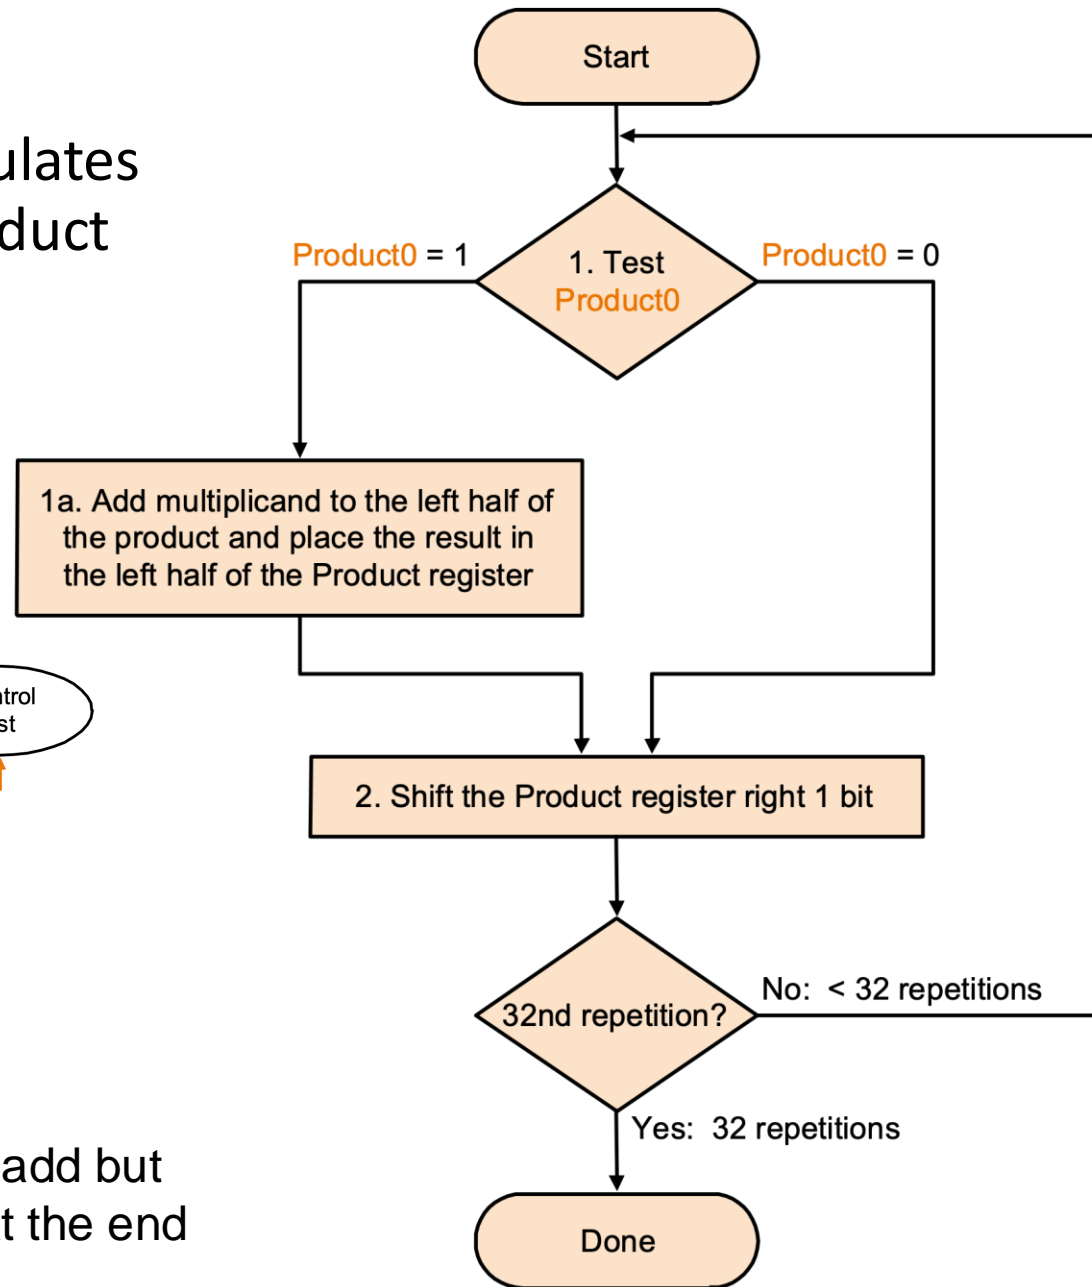 Start
ulates
duct
Product0 = 1
1. Test
Product0
Product0 = 0
1a. Add multiplicand to the left half of
the product and place the result in
the left half of the Product register
trol
st
2. Shift the Product register right 1 bit
No: < 32 repetitions
32nd repetition?
Yes: 32 repetitions
add but
t the end
Done